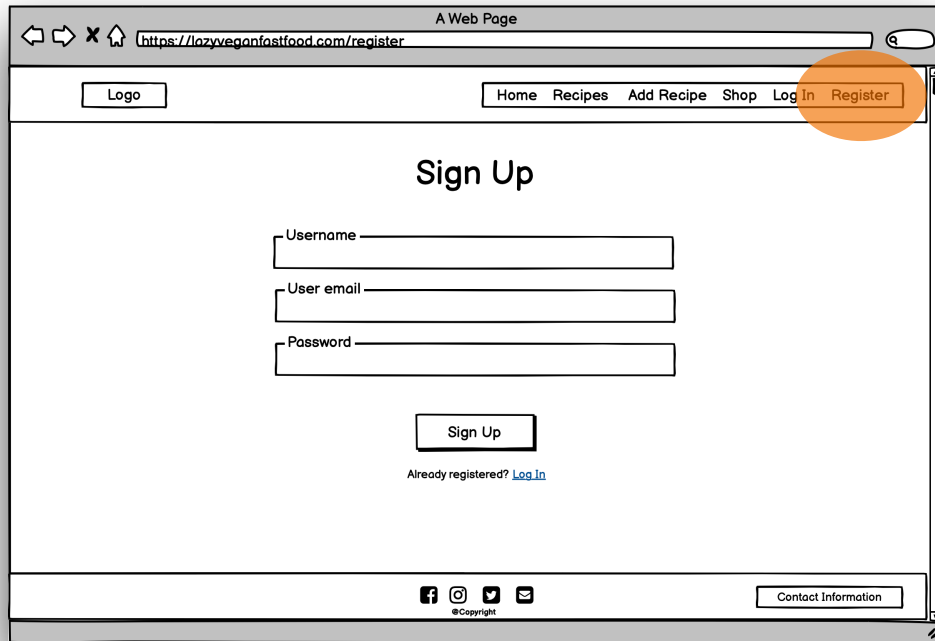 A Web Page
https://lazyveganfastfood.com/register
Logo
Home Recipes Add Recipe Shop Log In Register
Sign Up
Username
User email
Password
Sign Up
Already registered? Log In
@Copyright
Contact Information